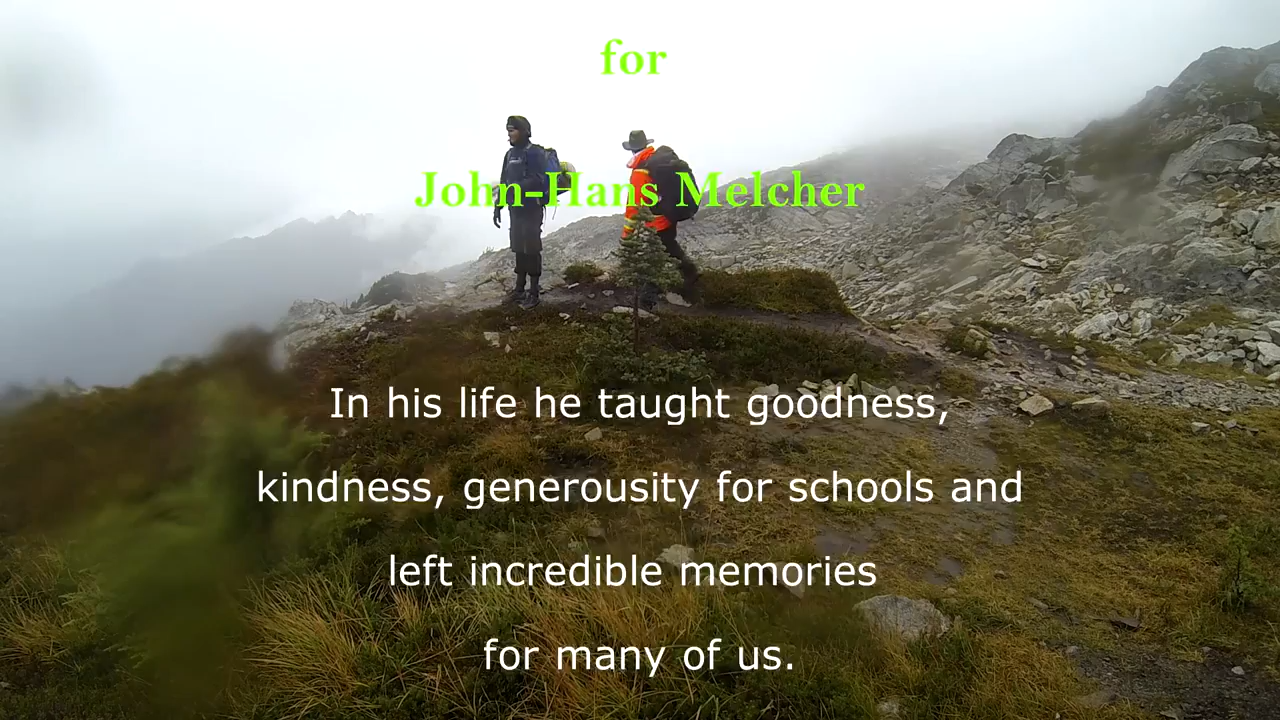 for
John-Hans Melcher
In his life he taught goodness,
kindness, generousity for schools and
left incredible memories
for many of us.